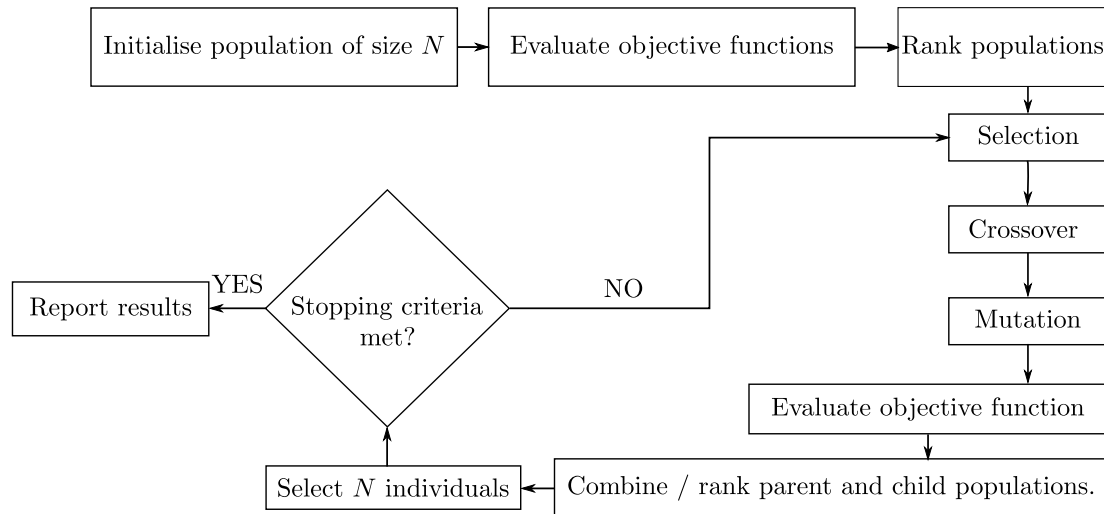 Initialise population of size N
Evaluate objective functions
Rank populations
Selection
Crossover
Mutation
Evaluate objective function
Combine / rank parent and child populations.
Select N individuals
Stopping criteria
met?
NO
YES
Report results